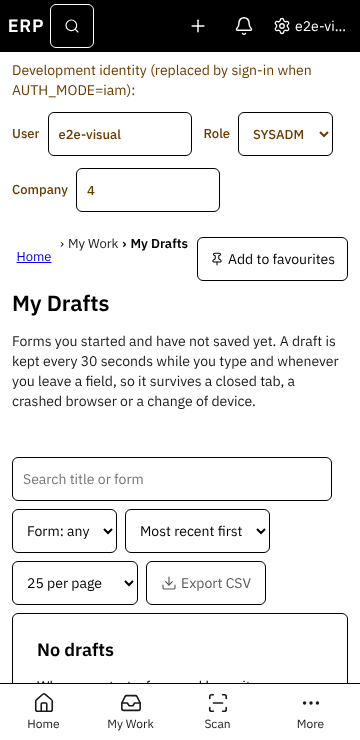 ERP
e2e-vi...
Development identity (replaced by sign-in when
AUTH_MODE=iam):
User e2e-visual Role SYSADM
Company 4
Home › My Work › My Drafts
Add to favourites
My Drafts
Forms you started and have not saved yet. A draft is
kept every 30 seconds while you type and whenever
you leave a field, so it survives a closed tab, a
crashed browser or a change of device.
Search title or form
Form: any Most recent first
25 per page Export CSV
No drafts
Home My Work Scan More